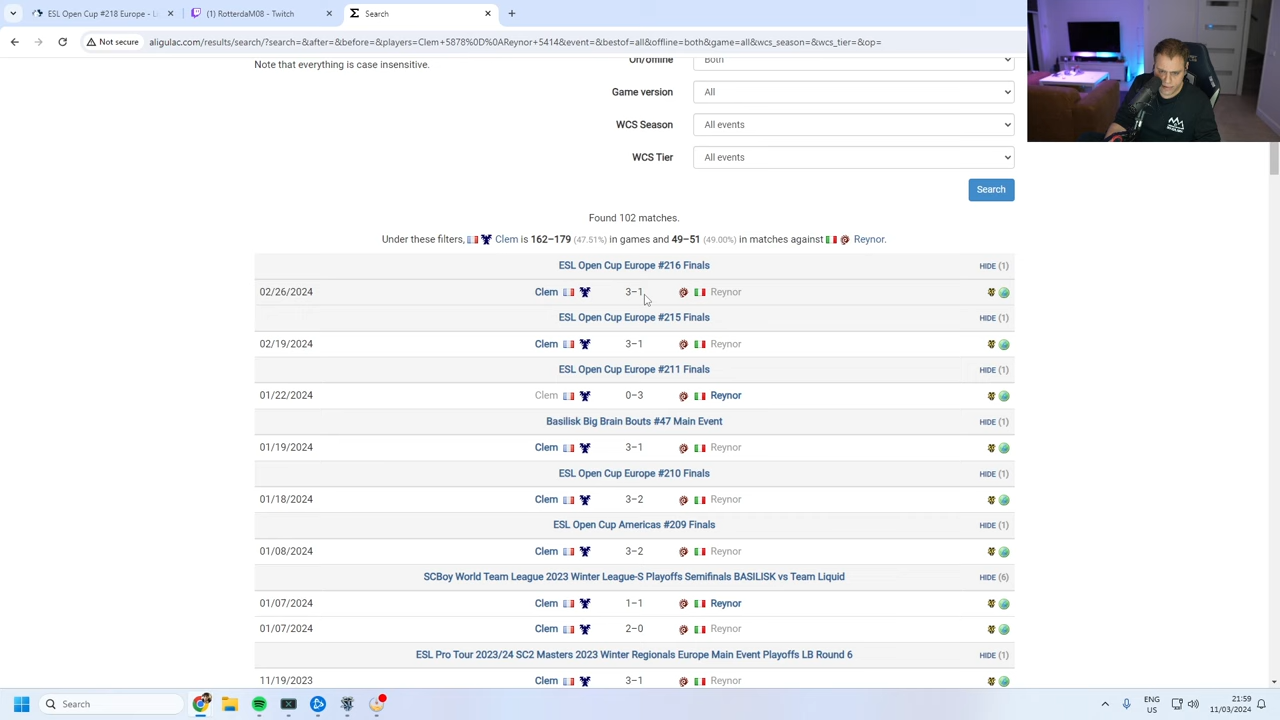 ESL Open Cup #218 Europe - Li
(1) RotterdaM08 - Twitch
Search
Not secure aligulac.com/results/search/?search=&after=&before=&players=Clem+5878%0D%0AReynor+5414&event=&bestof=all&offline=both&game=all&wcs_season=&wcs_tier=&op=
Note that everything is case insensitive.
On/offline Both
Game version All
WCS Season All events
WCS Tier All events
Search
Found 102 matches.
Under these filters, Clem is 162–179 (47.51%) in games and 49–51 (49.00%) in matches against Reynor.
ESL Open Cup Europe #216 Finals HIDE (1)
02/26/2024 Clem 3–1 Reynor
ESL Open Cup Europe #215 Finals HIDE (1)
02/19/2024 Clem 3–1 Reynor
ESL Open Cup Europe #211 Finals HIDE (1)
01/22/2024 Clem 0–3 Reynor
Basilisk Big Brain Bouts #47 Main Event HIDE (1)
01/19/2024 Clem 3–1 Reynor
ESL Open Cup Europe #210 Finals HIDE (1)
01/18/2024 Clem 3–2 Reynor
ESL Open Cup Americas #209 Finals HIDE (1)
01/08/2024 Clem 3–2 Reynor
SCBoy World Team League 2023 Winter League-S Playoffs Semifinals BASILISK vs Team Liquid HIDE (6)
01/07/2024 Clem 1–1 Reynor
01/07/2024 Clem 2–0 Reynor
ESL Pro Tour 2023/24 SC2 Masters 2023 Winter Regionals Europe Main Event Playoffs LB Round 6 HIDE (1)
11/19/2023 Clem 3–1 Reynor
Search
ENG
US
21:59
11/03/2024